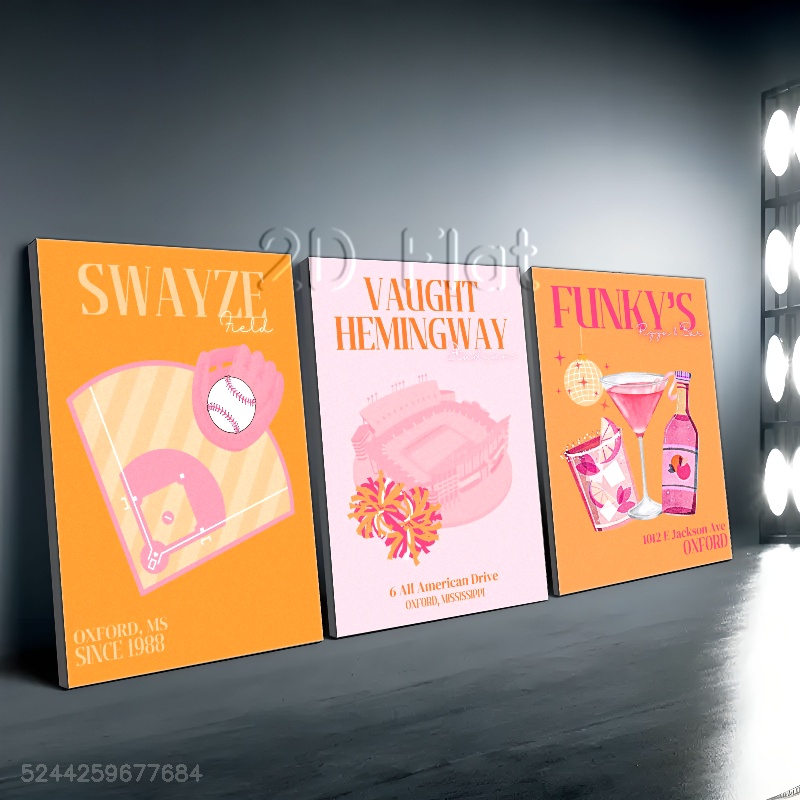 2D Flat
SWAYZE
Field
OXFORD, MS
SINCE 1988
VAUGHT
HEMINGWAY
6 All American Drive
OXFORD, MISSISSIPPI
FUNKY'S
Pizza & Bar
1012 E Jackson Ave
OXFORD
5244259677684